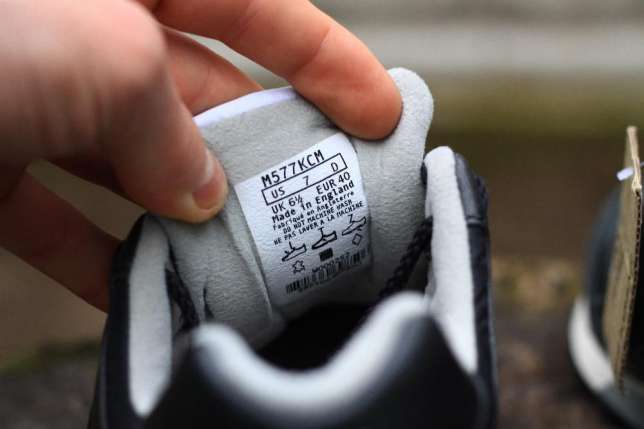 M577KCM
US 7 D
UK 6½ EUR 40
Made in England
Fabriqué en Angleterre
DO NOT MACHINE WASH
NE PAS LAVER A LA MACHINE